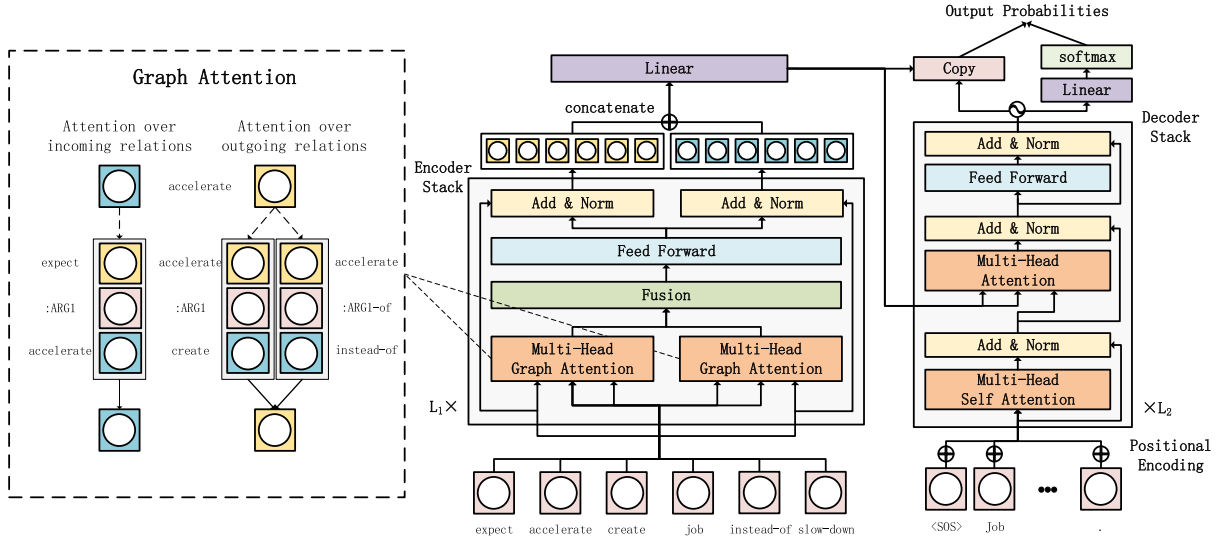 Graph Attention
Attention over
incoming relations
Attention over
outgoing relations
accelerate
expect
:ARG1
accelerate
accelerate
:ARG1
create
accelerate
:ARG1-of
instead-of
Linear
concatenate
Encoder
Stack
Add & Norm
Add & Norm
Feed Forward
Fusion
Multi-Head
Graph Attention
Multi-Head
Graph Attention
L1×
expect
accelerate
create
job
instead-of
slow-down
Output Probabilities
Copy
softmax
Linear
Decoder
Stack
Add & Norm
Feed Forward
Add & Norm
Multi-Head
Attention
Add & Norm
Multi-Head
Self Attention
×L2
Positional
Encoding
<SOS>
Job
•••
.